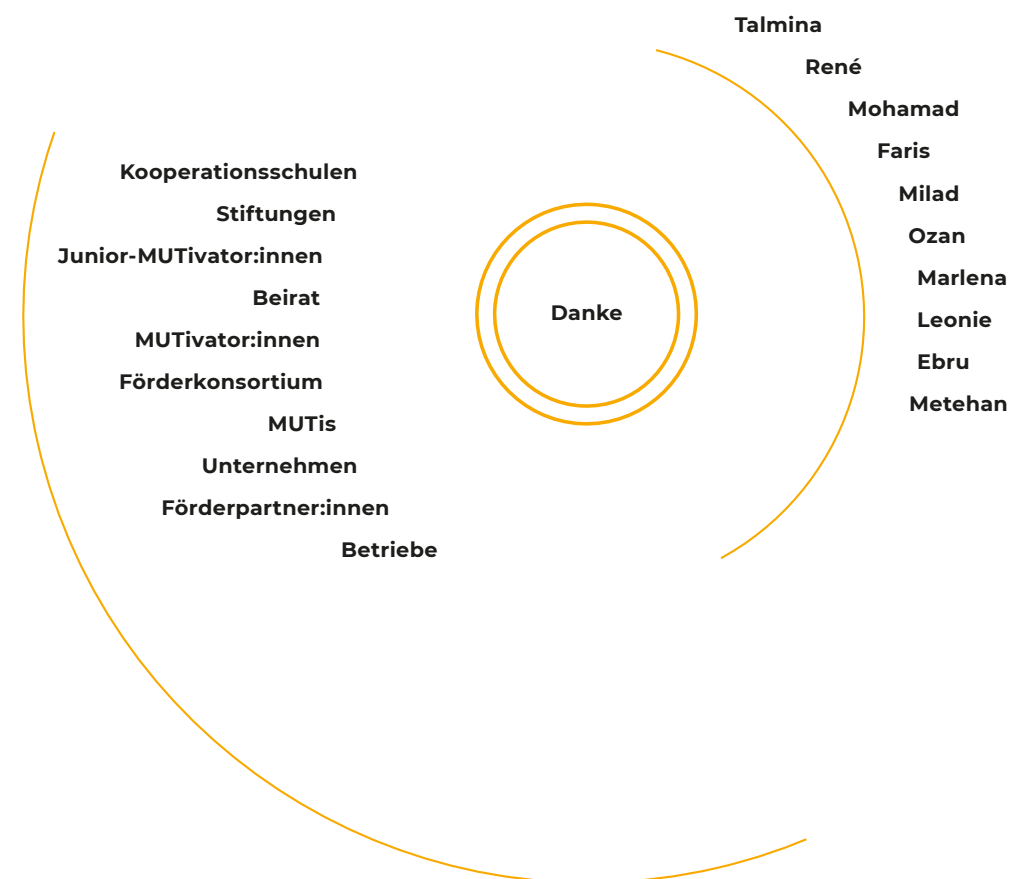 Talmina
René
Mohamad
Faris
Milad
Ozan
Marlena
Leonie
Ebru
Metehan
Kooperationsschulen
Stiftungen
Junior-MUTivator:innen
Beirat
MUTivator:innen
Förderkonsortium
MUTis
Unternehmen
Förderpartner:innen
Betriebe
Danke